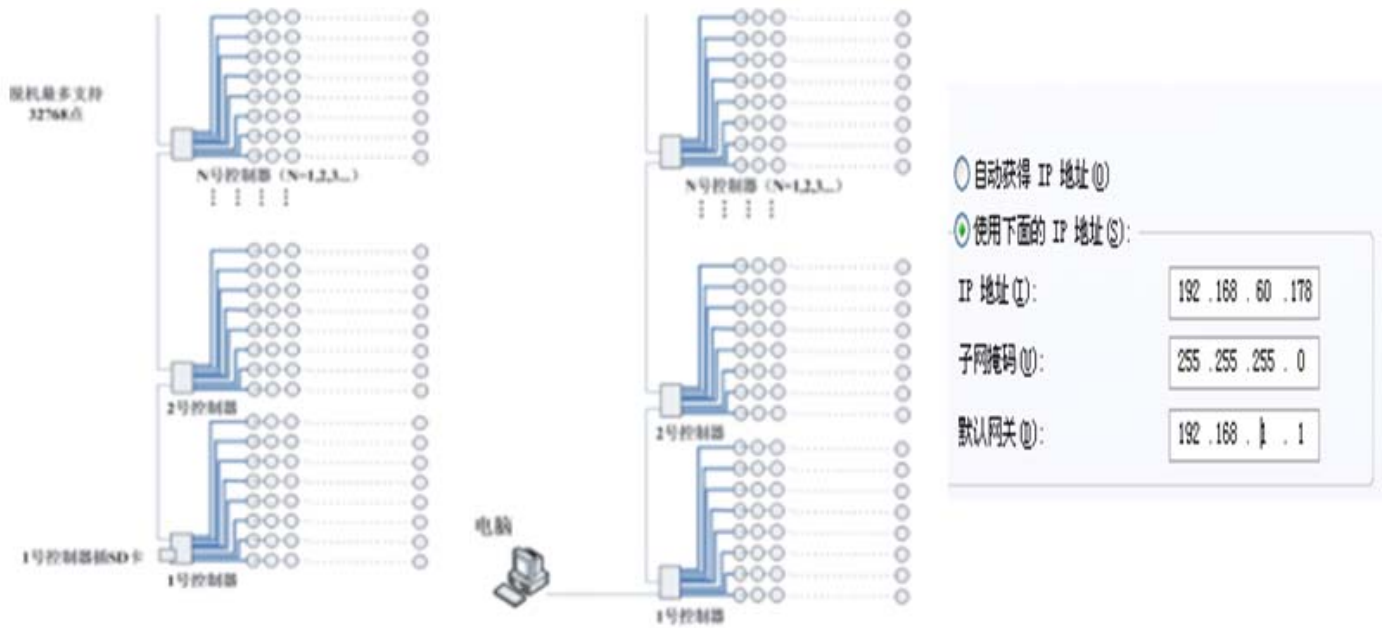 脱机最多支持
32768点
N号控制器（N=1,2,3...）
2号控制器
1号控制器插SD卡
1号控制器
N号控制器（N=1,2,3...）
2号控制器
电脑
1号控制器
自动获得 IP 地址(O)
使用下面的 IP 地址(S):
IP 地址(I):
192 .168 . 60 .178
子网掩码(U):
255 .255 .255 . 0
默认网关(D):
192 .168 . 1 . 1